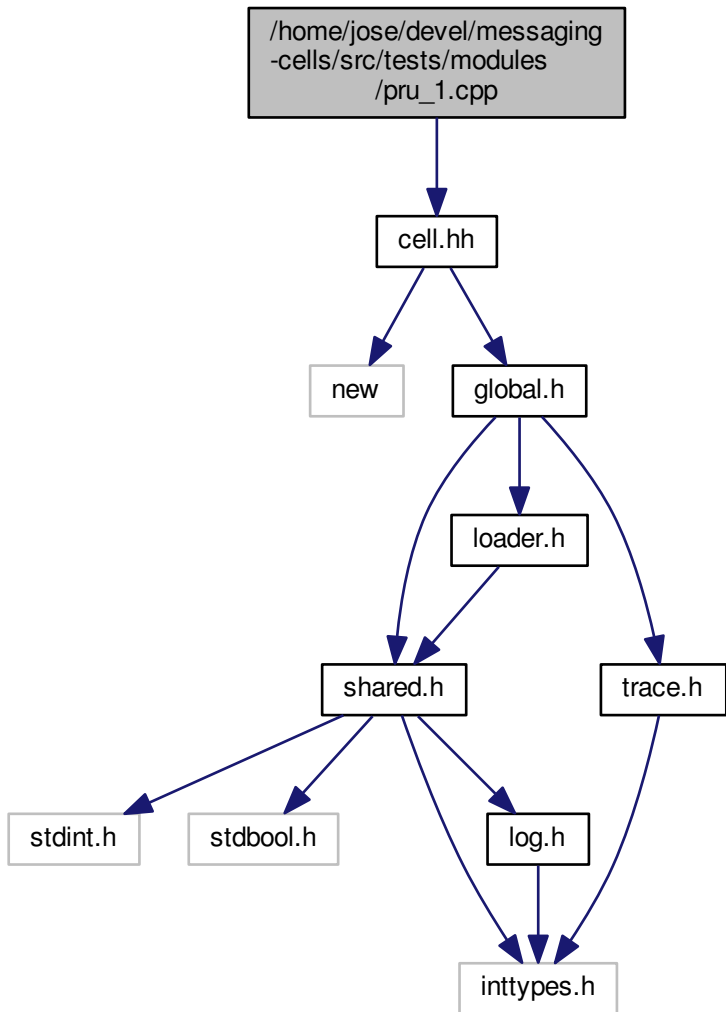 /home/jose/devel/messaging
-cells/src/tests/modules
/pru_1.cpp
cell.hh
new
global.h
loader.h
shared.h
trace.h
stdint.h
stdbool.h
log.h
inttypes.h